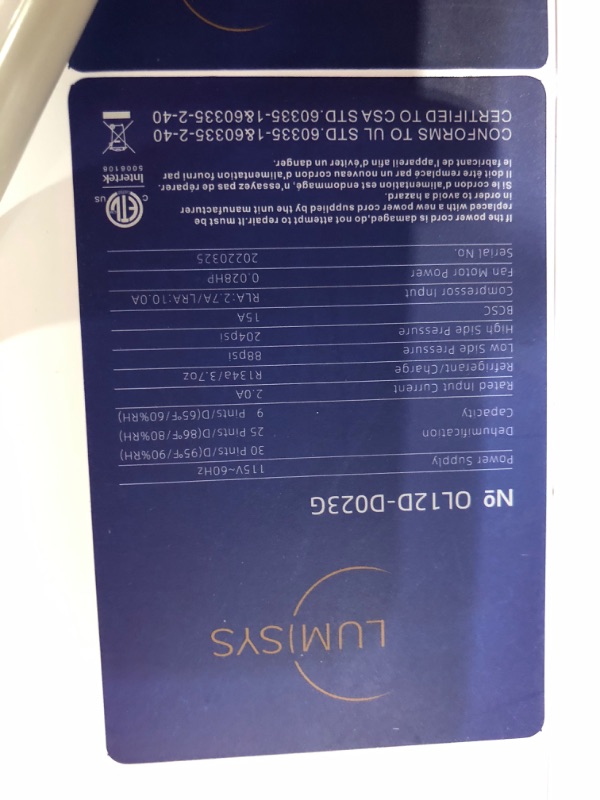 LUMISYS
Nº OL12D-D023G
Power Supply 115V~60Hz
30 Pints/D(95°F/90%RH)
Dehumification 25 Pints/D(86°F/80%RH)
Capacity 9 Pints/D(65°F/60%RH)
Rated Input Current 2.0A
Refrigerant/Charge R134a/3.7oz
Low Side Pressure 88psi
High Side Pressure 204psi
BCSC 15A
Compressor Input RLA:2.7A/LRA:10.0A
Fan Motor Power 0.028HP
Serial No. 20220325
If the power cord is damaged,do not attempt to repair.It must be
replaced with a new power cord supplied by the unit manufacturer
in order to avoid a hazard.
Si le cordon d'alimentation est endommagé, n'essayez pas de réparer.
Il doit être remplacé par un nouveau cordon d'alimentation fourni par
le fabricant de l'appareil afin d'éviter un danger.
C ETL US
Intertek
5006106
CONFORMS TO UL STD.60335-1&60335-2-40
CERTIFIED TO CSA STD.60335-1&60335-2-40